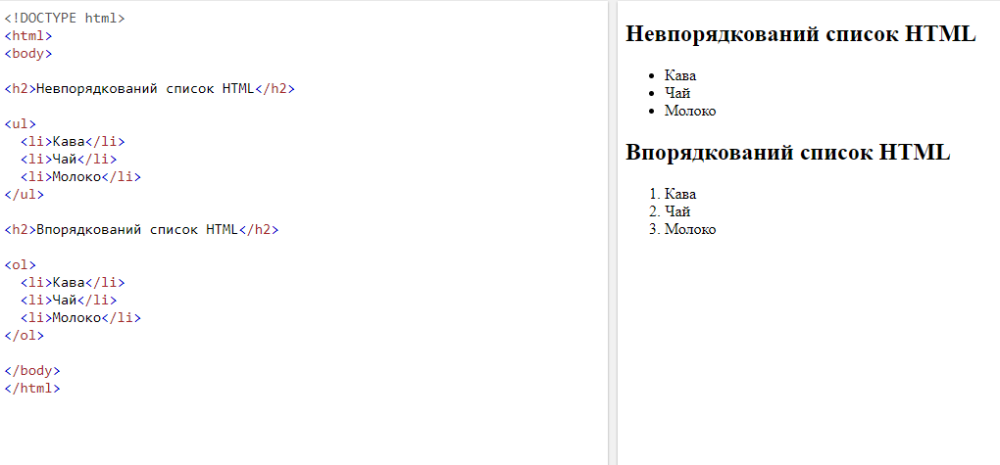 <!DOCTYPE html>
<html>
<body>
<h2>Невпорядкований список HTML</h2>
<ul>
<li>Кава</li>
<li>Чай</li>
<li>Молоко</li>
</ul>
<h2>Впорядкований список HTML</h2>
<ol>
<li>Кава</li>
<li>Чай</li>
<li>Молоко</li>
</ol>
</body>
</html>
Невпорядкований список HTML
• Кава
• Чай
• Молоко
Впорядкований список HTML
1. Кава
2. Чай
3. Молоко